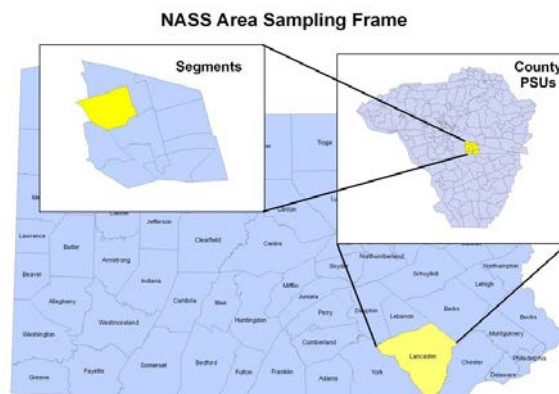 NASS Area Sampling Frame
Segments
County
PSUs
Tioga
Jefferson
Clinton
Lawrence
Butler
Clearfield
Centre
Snyder
Northumberland
Northampton
Beaver
Armstrong
Indiana
Mifflin
Schuylkill
Lehigh
Allegheny
Cambria
Blair
Juniata
Dauphin
Lebanon
Berks
Bucks
Westmoreland
Huntingdon
Perry
Montgomery
Washington
Cumberland
Lancaster
Philadelphia
Greene
Fayette
Somerset
Bedford
Fulton
Franklin
Adams
York
Chester
Delaware